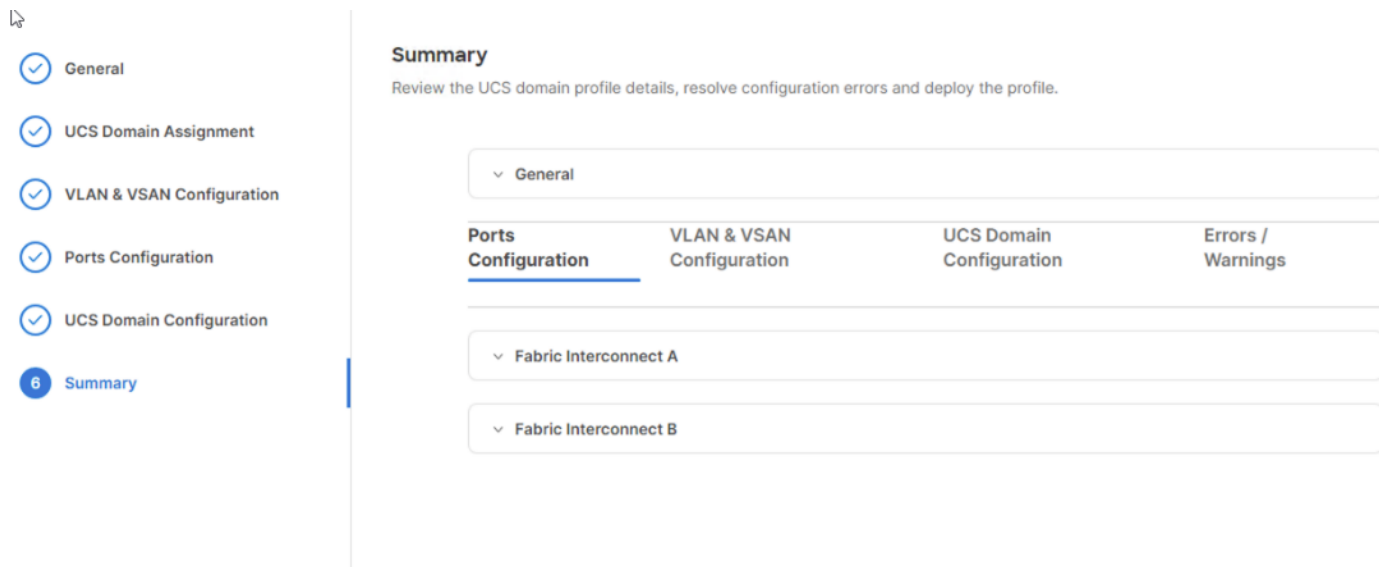 General
UCS Domain Assignment
VLAN & VSAN Configuration
Ports Configuration
UCS Domain Configuration
6 Summary
Summary
Review the UCS domain profile details, resolve configuration errors and deploy the profile.
General
Ports
Configuration
VLAN & VSAN
Configuration
UCS Domain
Configuration
Errors /
Warnings
Fabric Interconnect A
Fabric Interconnect B